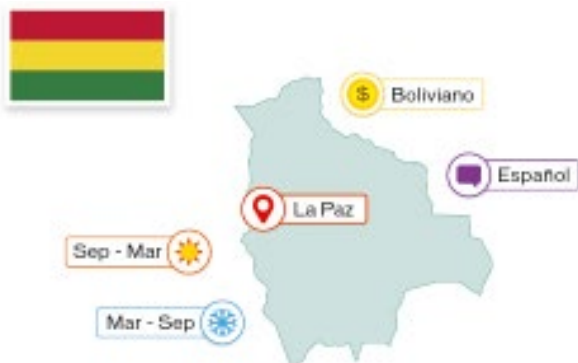 $ Boliviano
Español
La Paz
Sep - Mar
Mar - Sep